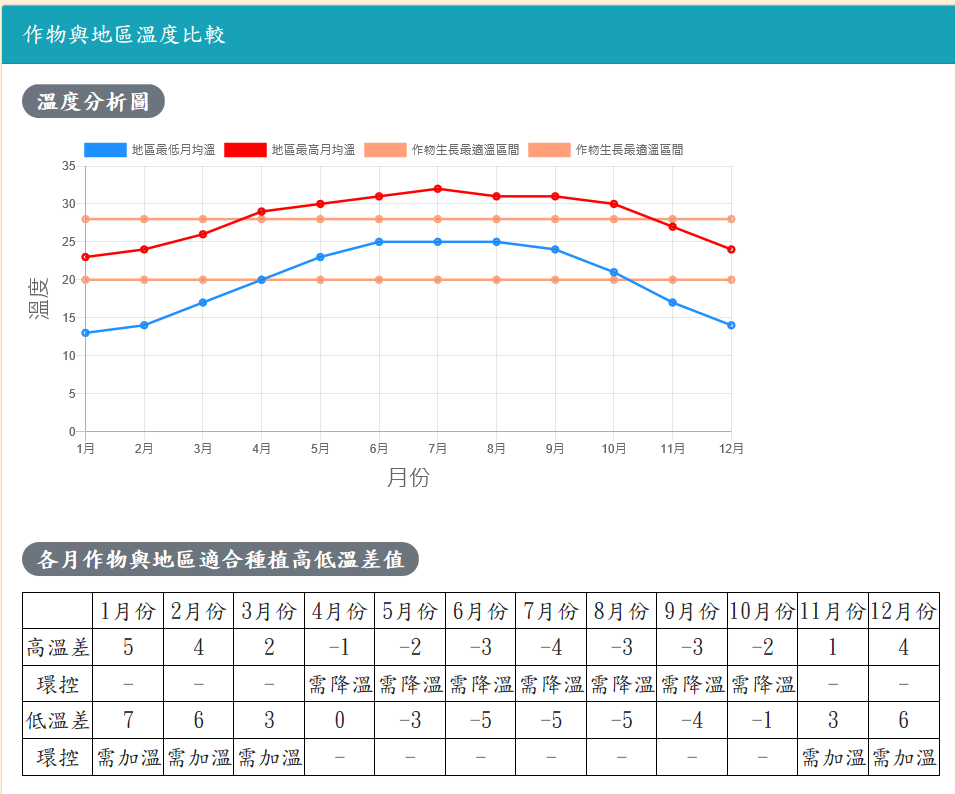 作物與地區溫度比較
溫度分析圖
地區最低月均溫 地區最高月均溫 作物生長最適溫區間 作物生長最適溫區間
35
30
25
20
15
10
5
0
溫度
1月 2月 3月 4月 5月 6月 7月 8月 9月 10月 11月 12月
月份
各月作物與地區適合種植高低溫差值
1月份 2月份 3月份 4月份 5月份 6月份 7月份 8月份 9月份 10月份 11月份 12月份
高溫差 5 4 2 -1 -2 -3 -4 -3 -3 -2 1 4
環控 - - - 需降溫 需降溫 需降溫 需降溫 需降溫 需降溫 需降溫 - -
低溫差 7 6 3 0 -3 -5 -5 -5 -4 -1 3 6
環控 需加溫 需加溫 需加溫 - - - - - - - 需加溫 需加溫